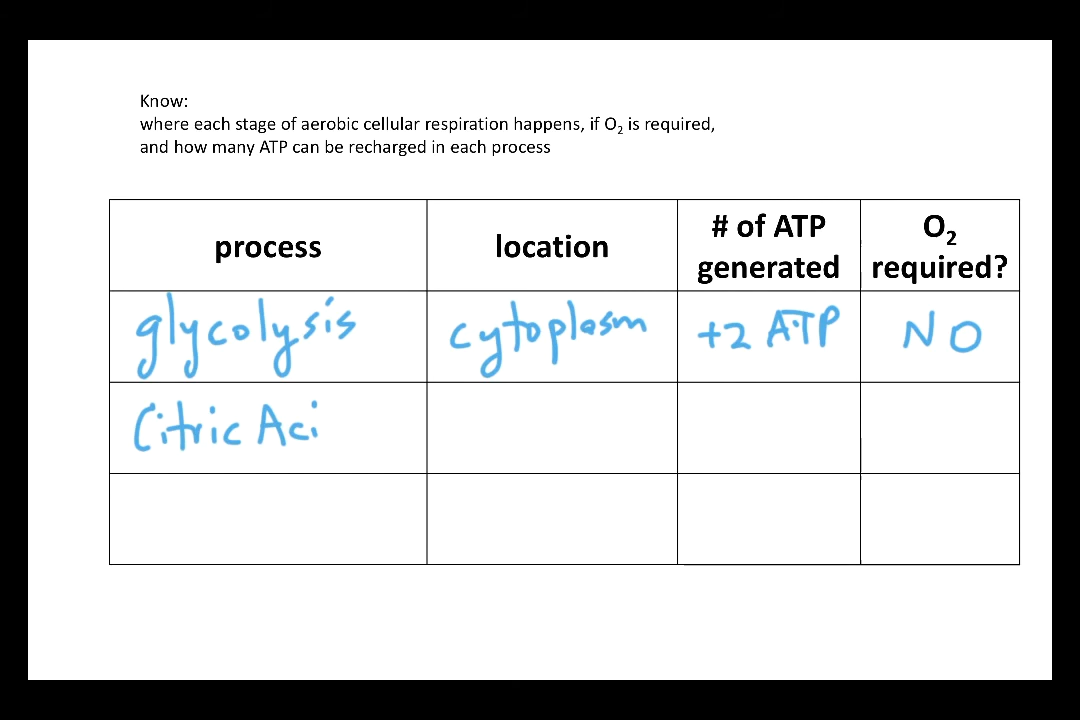 Know:
where each stage of aerobic cellular respiration happens, if O₂ is required,
and how many ATP can be recharged in each process
process
location
# of ATP
generated
O₂
required?
glycolysis
cytoplasm
+2 ATP
NO
Citric Aci